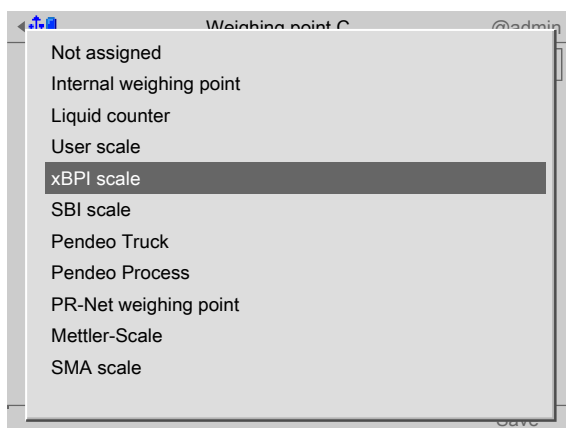 Weighing point C
@admin
Not assigned
Internal weighing point
Liquid counter
User scale
xBPI scale
SBI scale
Pendeo Truck
Pendeo Process
PR-Net weighing point
Mettler-Scale
SMA scale
Save